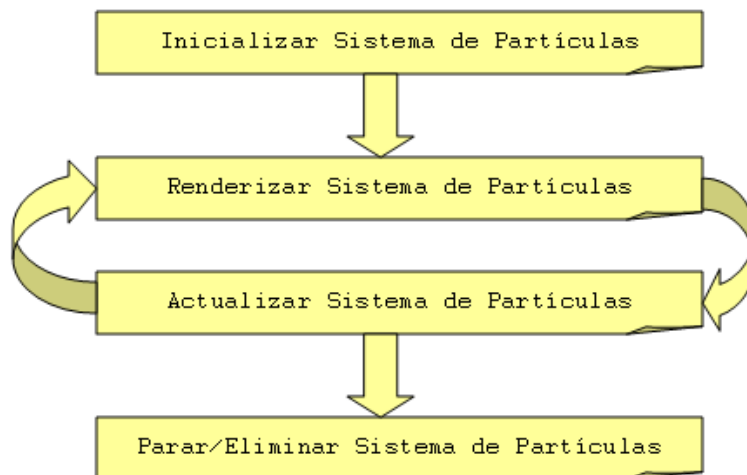 Inicializar Sistema de Partículas
Renderizar Sistema de Partículas
Actualizar Sistema de Partículas
Parar/Eliminar Sistema de Partículas